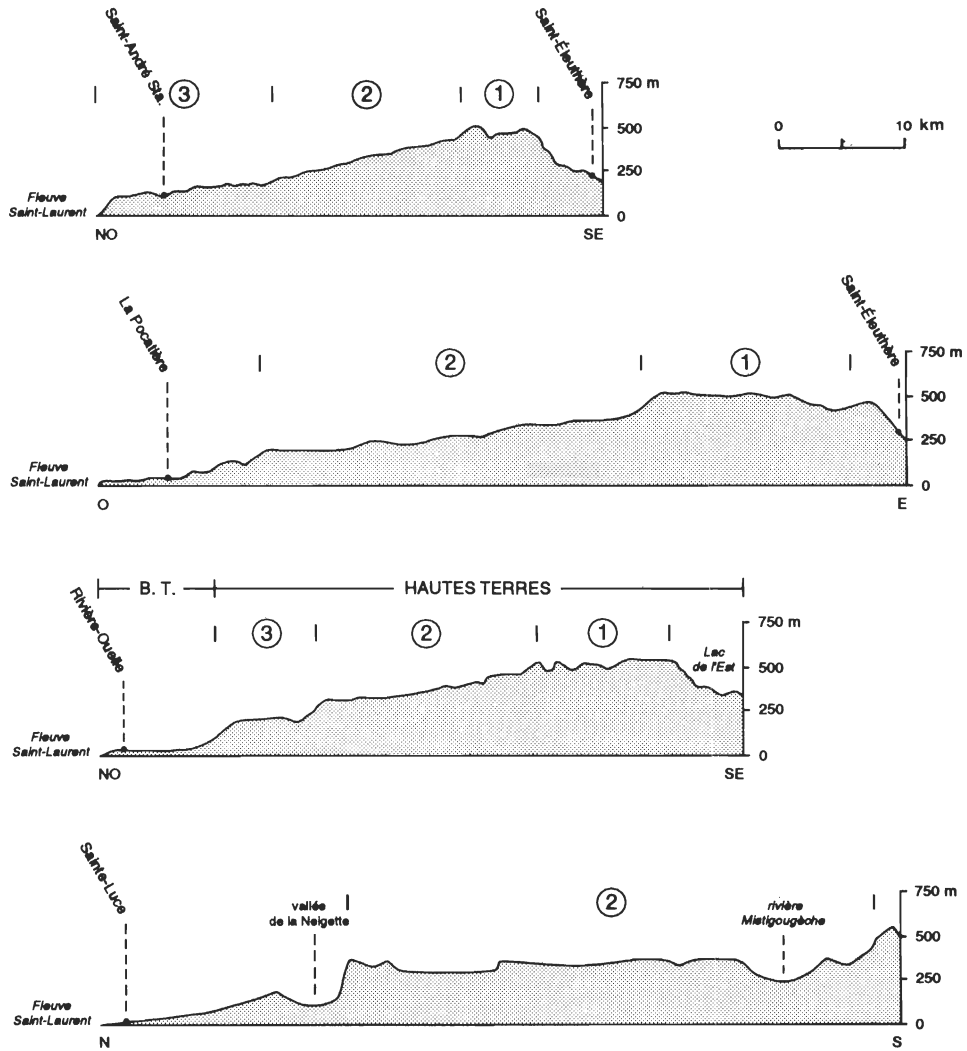 Saint-André Sta.
Saint-Éleuthère
3
2
1
750 m
500
250
0
0 10 km
Fleuve
Saint-Laurent
NO SE
La Pocatière
Saint-Éleuthère
2
1
750 m
500
250
0
Fleuve
Saint-Laurent
O E
B. T. HAUTES TERRES
Rivière-Ouelle
3
2
1
Lac
de l'Est
750 m
500
250
0
Fleuve
Saint-Laurent
NO SE
Sainte-Luce
vallée
de la Neigette
2
rivière
Mistigougèche
750 m
500
250
0
Fleuve
Saint-Laurent
N S